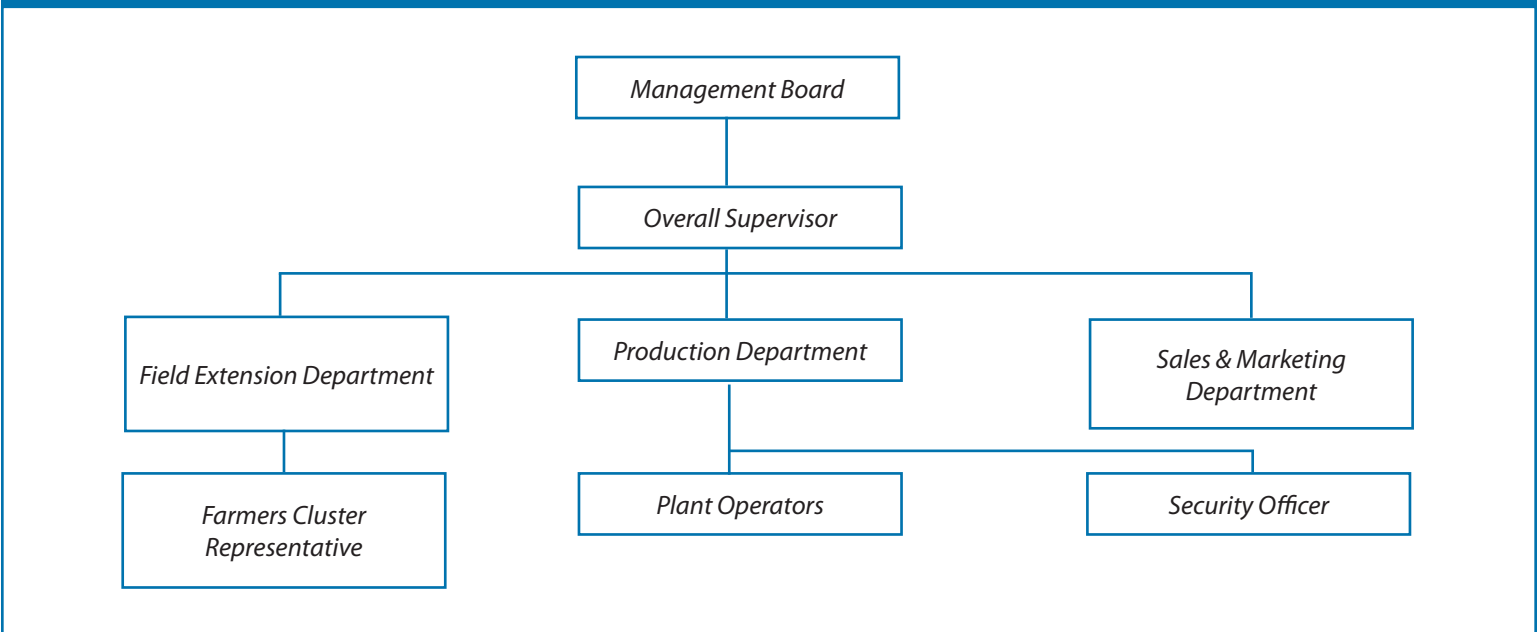 Management Board
Overall Supervisor
Field Extension Department
Production Department
Sales & Marketing
Department
Farmers Cluster
Representative
Plant Operators
Security Officer